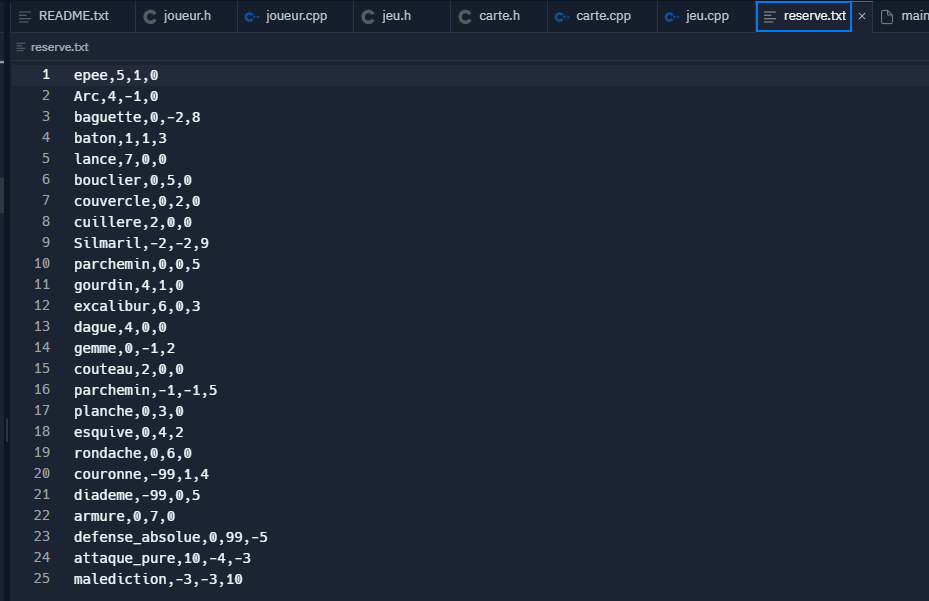 README.txt joueur.h joueur.cpp jeu.h carte.h carte.cpp jeu.cpp reserve.txt × main
reserve.txt
1 epee,5,1,0
2 Arc,4,-1,0
3 baguette,0,-2,8
4 baton,1,1,3
5 lance,7,0,0
6 bouclier,0,5,0
7 couvercle,0,2,0
8 cuillere,2,0,0
9 Silmaril,-2,-2,9
10 parchemin,0,0,5
11 gourdin,4,1,0
12 excalibur,6,0,3
13 dague,4,0,0
14 gemme,0,-1,2
15 couteau,2,0,0
16 parchemin,-1,-1,5
17 planche,0,3,0
18 esquive,0,4,2
19 rondache,0,6,0
20 couronne,-99,1,4
21 diademe,-99,0,5
22 armure,0,7,0
23 defense_absolue,0,99,-5
24 attaque_pure,10,-4,-3
25 malediction,-3,-3,10